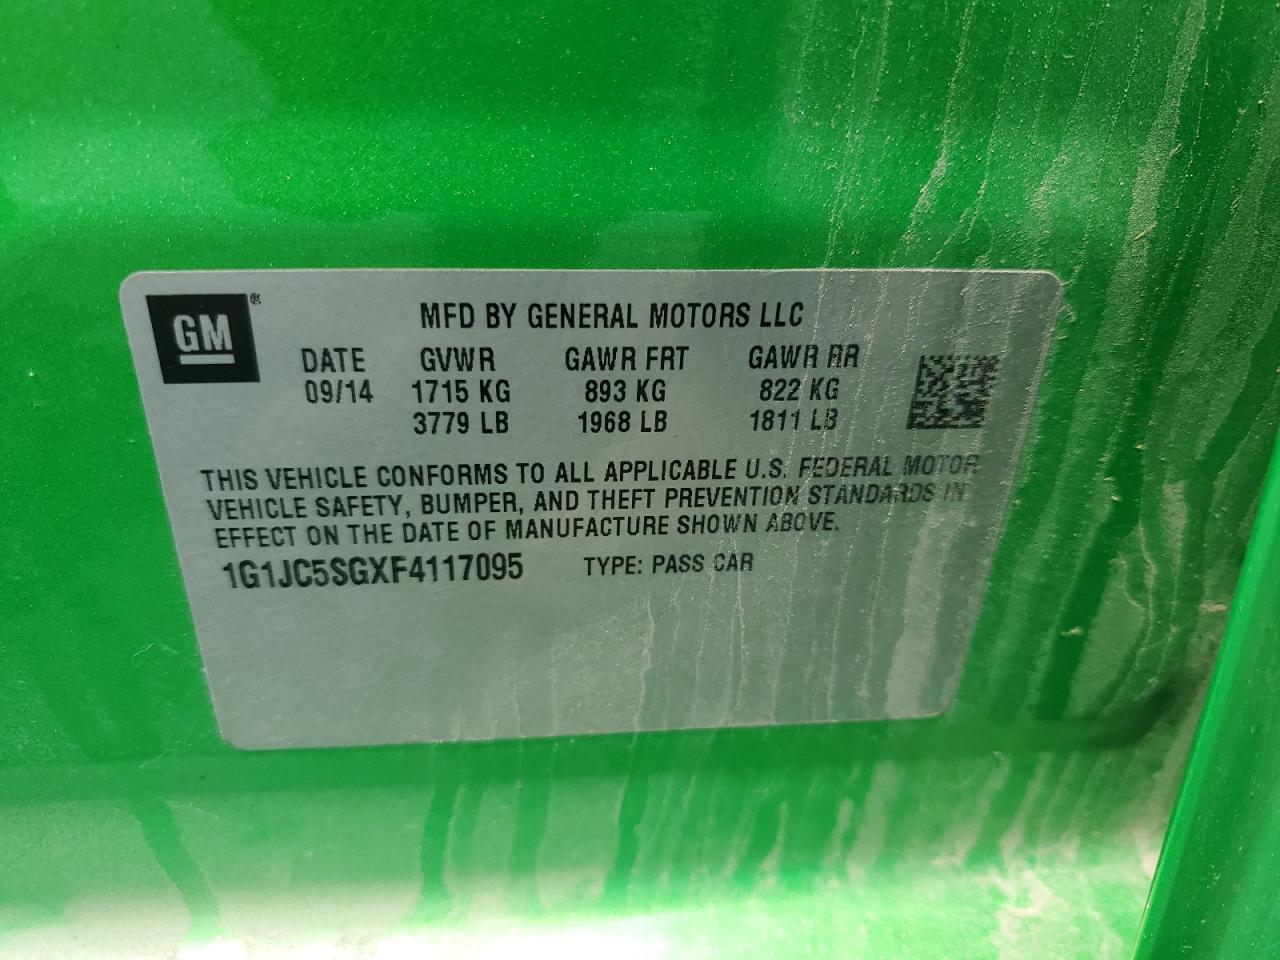 GM®
MFD BY GENERAL MOTORS LLC
DATE GVWR GAWR FRT GAWR RR
09/14 1715 KG 893 KG 822 KG
3779 LB 1968 LB 1811 LB
THIS VEHICLE CONFORMS TO ALL APPLICABLE U.S. FEDERAL MOTOR
VEHICLE SAFETY, BUMPER, AND THEFT PREVENTION STANDARDS IN
EFFECT ON THE DATE OF MANUFACTURE SHOWN ABOVE.
1G1JC5SGXF4117095 TYPE: PASS CAR